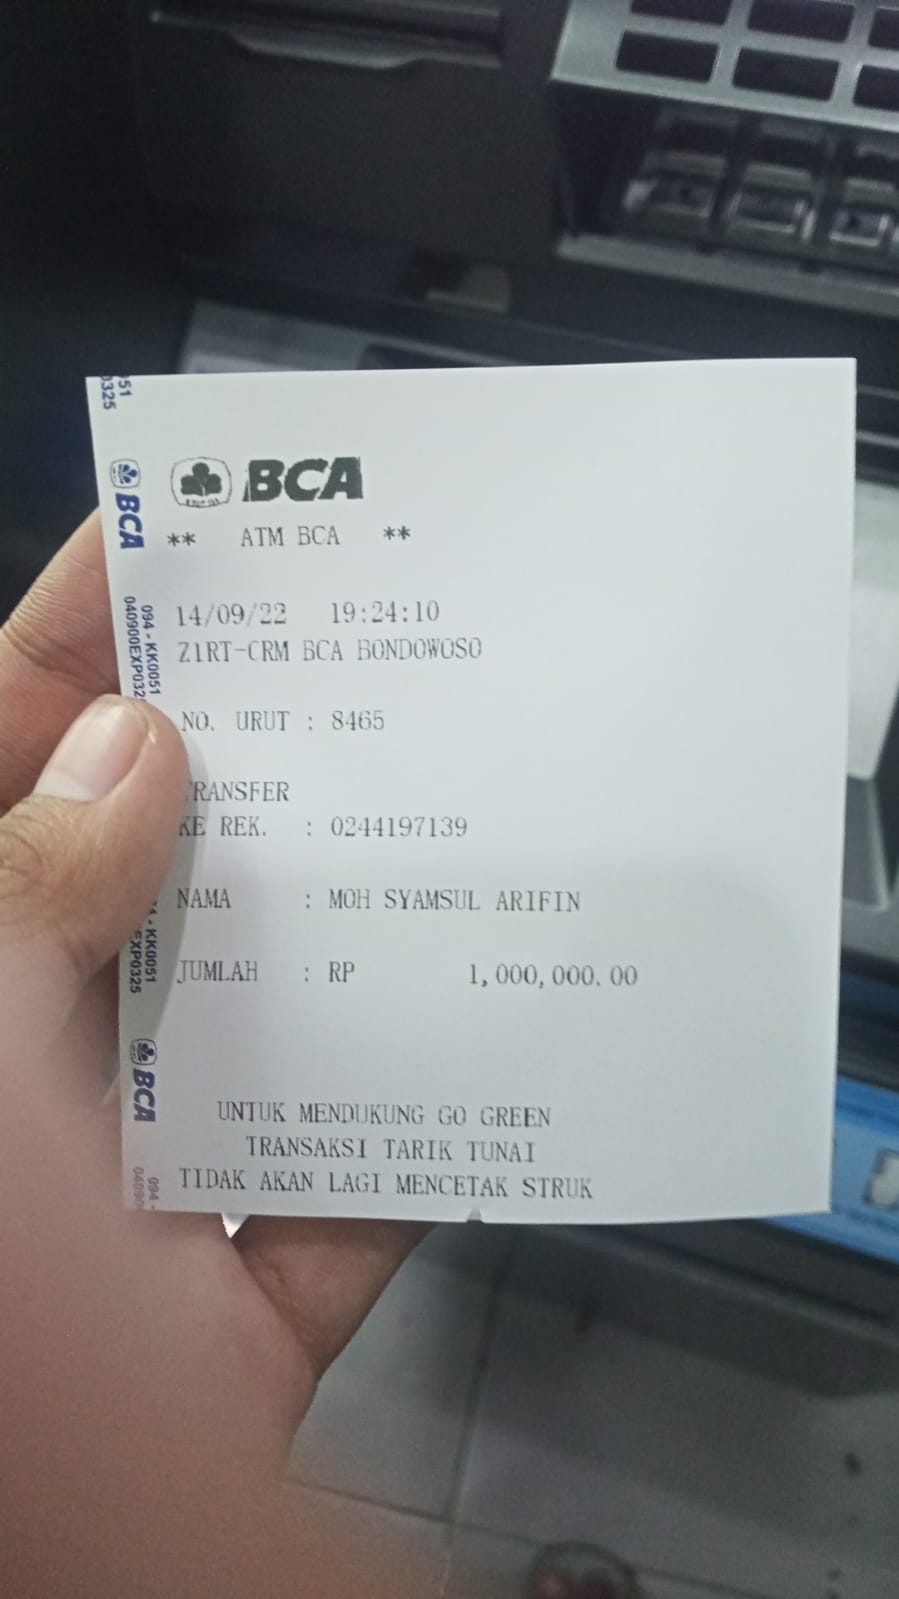 BCA
** ATM BCA **
14/09/22 19:24:10
Z1RT-CRM BCA BONDOWOSO
NO. URUT : 8465
TRANSFER
KE REK. : 0244197139
NAMA : MOH SYAMSUL ARIFIN
JUMLAH : RP 1,000,000.00
UNTUK MENDUKUNG GO GREEN
TRANSAKSI TARIK TUNAI
TIDAK AKAN LAGI MENCETAK STRUK
51
0325
BCA
094 - KK0051
040900EXP032
- KK0051
EXP0325
BCA
094 -
04090